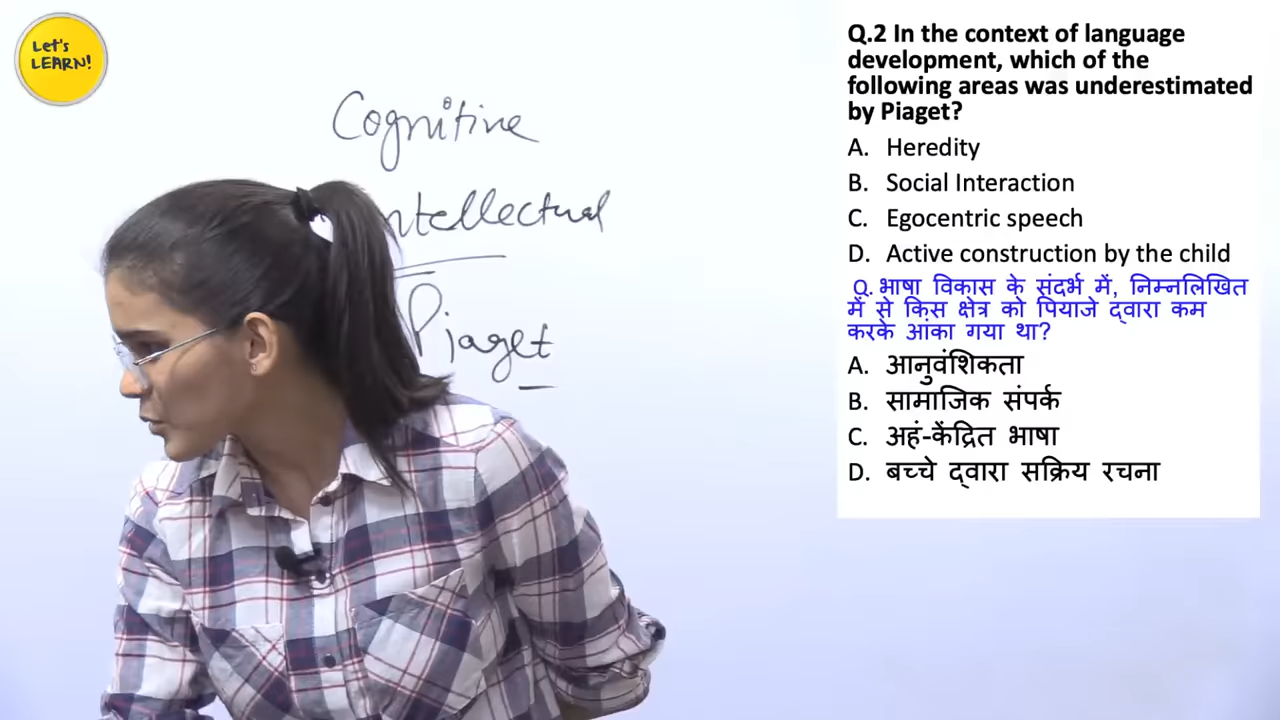 Let's
LEARN!
Cognitive
ntellectual
Piaget
Q.2 In the context of language
development, which of the
following areas was underestimated
by Piaget?
A. Heredity
B. Social Interaction
C. Egocentric speech
D. Active construction by the child
Q. भाषा विकास के संदर्भ में, निम्नलिखित
में से किस क्षेत्र को पियाजे द्वारा कम
करके आंका गया था?
A. आनुवंशिकता
B. सामाजिक संपर्क
C. अहं-केंद्रित भाषा
D. बच्चे द्वारा सक्रिय रचना